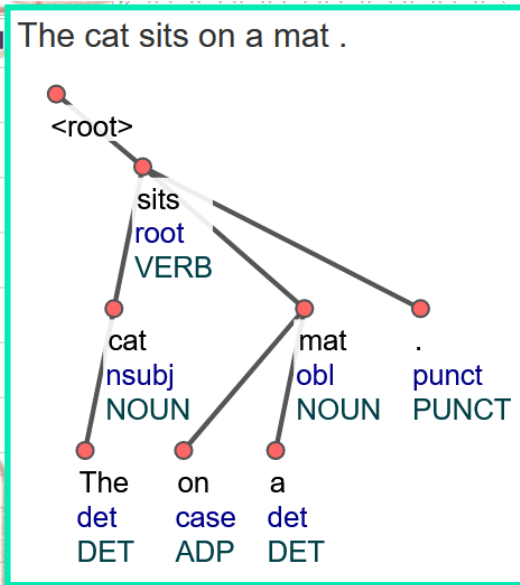 The cat sits on a mat .
<root>
sits
root
VERB
cat mat .
nsubj obl punct
NOUN NOUN PUNCT
The on a
det case det
DET ADP DET